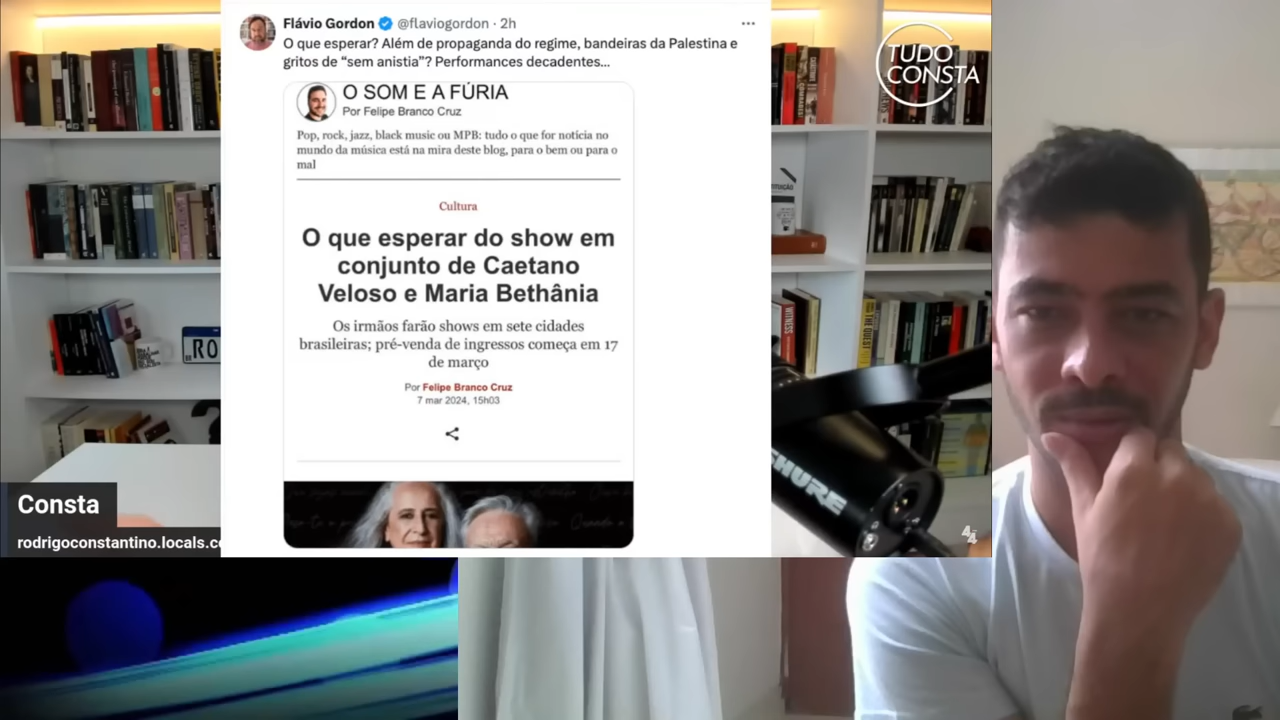 Flávio Gordon @flaviogordon · 2h
O que esperar? Além de propaganda do regime, bandeiras da Palestina e
gritos de “sem anistia”? Performances decadentes...
O SOM E A FÚRIA
Por Felipe Branco Cruz
Pop, rock, jazz, black music ou MPB: tudo o que for notícia no
mundo da música está na mira deste blog, para o bem ou para o
mal
Cultura
O que esperar do show em
conjunto de Caetano
Veloso e Maria Bethânia
Os irmãos farão shows em sete cidades
brasileiras; pré-venda de ingressos começa em 17
de março
Por Felipe Branco Cruz
7 mar 2024, 15h03
TUDO
CONSTA
WITNESS
RO
SHURE
Consta
rodrigoconstantino.locals.c